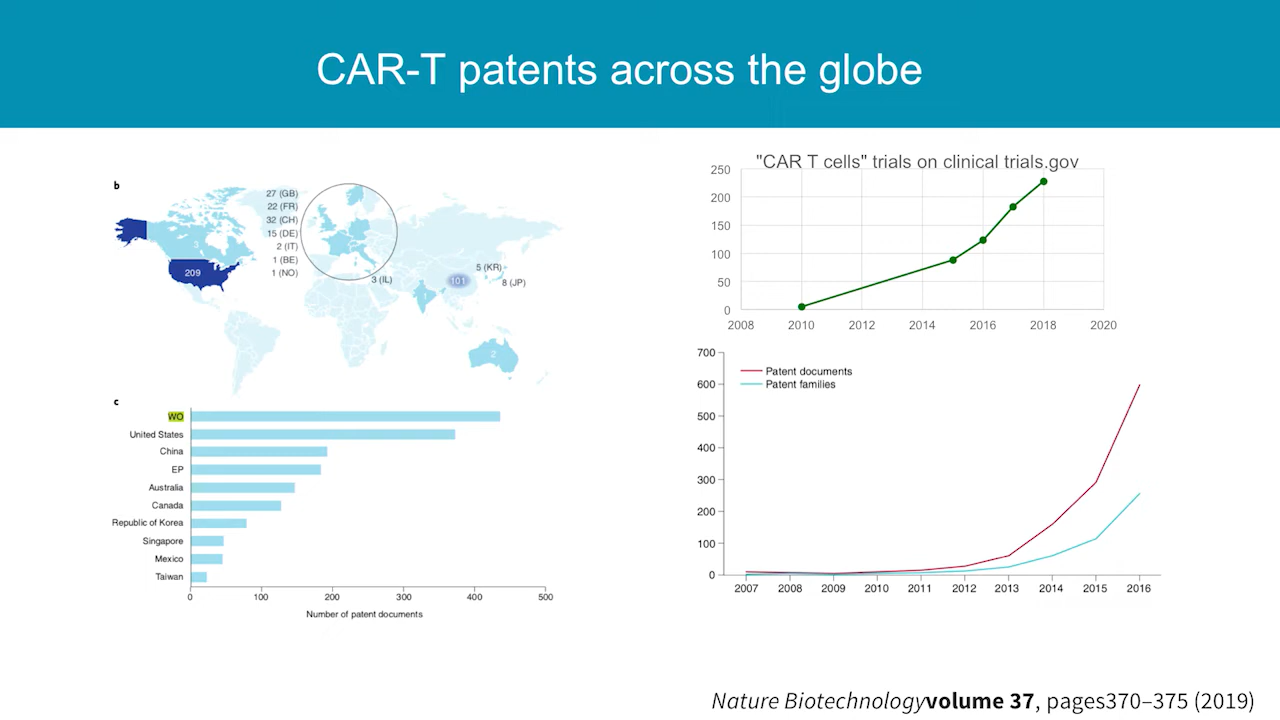 CAR-T patents across the globe
b
27 (GB)
22 (FR)
32 (CH)
15 (DE)
2 (IT)
1 (BE)
1 (NO)
3
209
3 (IL)
101
5 (KR)
8 (JP)
2
c
WO
United States
China
EP
Australia
Canada
Republic of Korea
Singapore
Mexico
Taiwan
0 100 200 300 400 500
Number of patent documents
"CAR T cells" trials on clinical trials.gov
250
200
150
100
50
0
2008 2010 2012 2014 2016 2018 2020
700
600
500
400
300
200
100
0
Patent documents
Patent families
2007 2008 2009 2010 2011 2012 2013 2014 2015 2016
Nature Biotechnologyvolume 37, pages370–375 (2019)